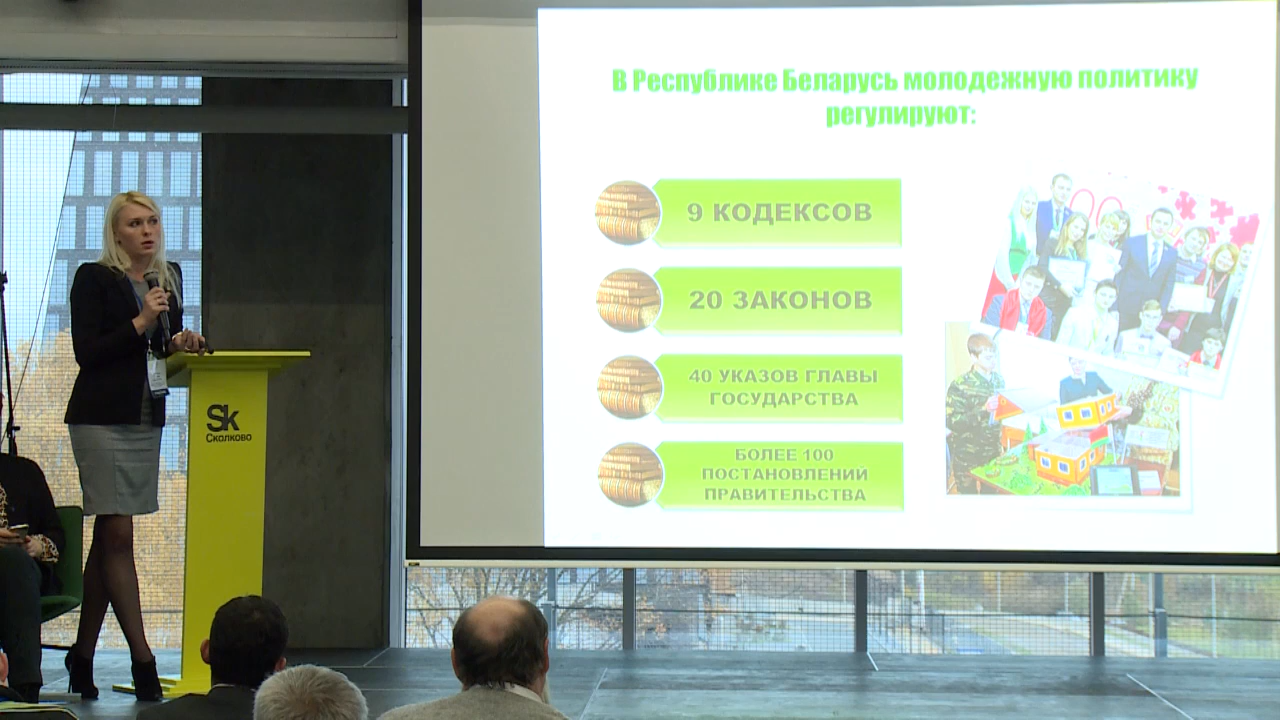 В Республике Беларусь молодежную политику
регулируют:
9 КОДЕКСОВ
20 ЗАКОНОВ
40 УКАЗОВ ГЛАВЫ
ГОСУДАРСТВА
БОЛЕЕ 100
ПОСТАНОВЛЕНИЙ
ПРАВИТЕЛЬСТВА
Sk
Сколково